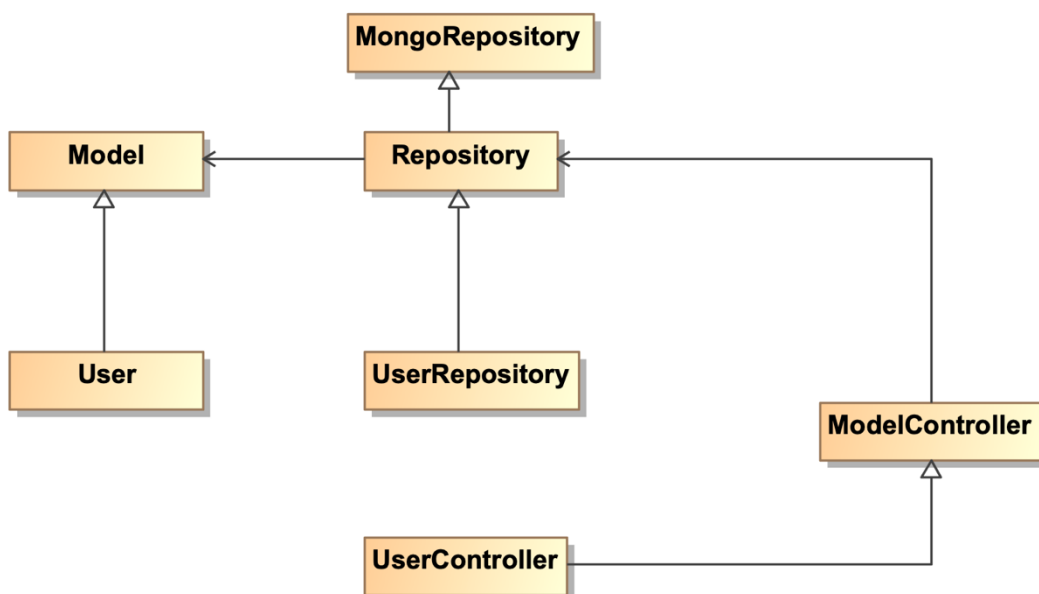 MongoRepository
Model
Repository
User
UserRepository
ModelController
UserController